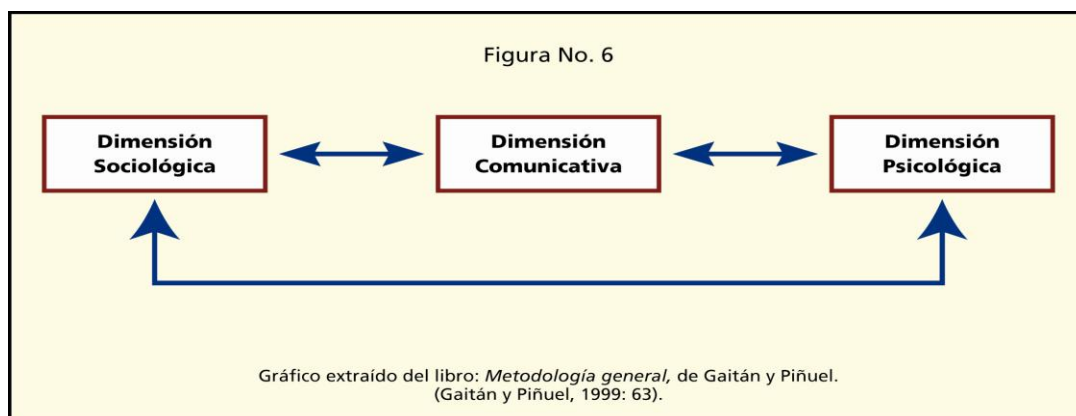 Figura No. 6
Dimensión
Sociológica
Dimensión
Comunicativa
Dimensión
Psicológica
Gráfico extraído del libro: Metodología general, de Gaitán y Piñuel.
(Gaitán y Piñuel, 1999: 63).